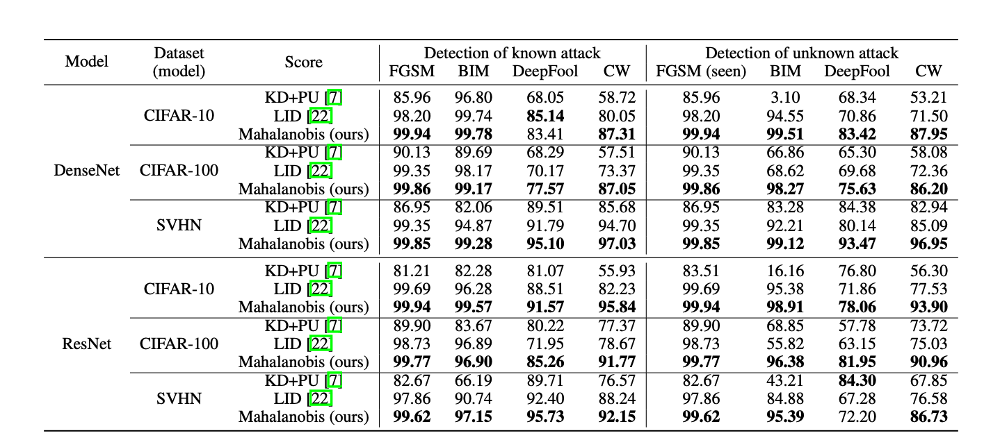 Model Dataset (model) Score Detection of known attack Detection of unknown attack
FGSM BIM DeepFool CW FGSM (seen) BIM DeepFool CW
DenseNet
CIFAR-10
KD+PU [7] 85.96 96.80 68.05 58.72 85.96 3.10 68.34 53.21
LID [22] 98.20 99.74 85.14 80.05 98.20 94.55 70.86 71.50
Mahalanobis (ours) 99.94 99.78 83.41 87.31 99.94 99.51 83.42 87.95
CIFAR-100
KD+PU [7] 90.13 89.69 68.29 57.51 90.13 66.86 65.30 58.08
LID [22] 99.35 98.17 70.17 73.37 99.35 68.62 69.68 72.36
Mahalanobis (ours) 99.86 99.17 77.57 87.05 99.86 98.27 75.63 86.20
SVHN
KD+PU [7] 86.95 82.06 89.51 85.68 86.95 83.28 84.38 82.94
LID [22] 99.35 94.87 91.79 94.70 99.35 92.21 80.14 85.09
Mahalanobis (ours) 99.85 99.28 95.10 97.03 99.85 99.12 93.47 96.95
ResNet
CIFAR-10
KD+PU [7] 81.21 82.28 81.07 55.93 83.51 16.16 76.80 56.30
LID [22] 99.69 96.28 88.51 82.23 99.69 95.38 71.86 77.53
Mahalanobis (ours) 99.94 99.57 91.57 95.84 99.94 98.91 78.06 93.90
CIFAR-100
KD+PU [7] 89.90 83.67 80.22 77.37 89.90 68.85 57.78 73.72
LID [22] 98.73 96.89 71.95 78.67 98.73 55.82 63.15 75.03
Mahalanobis (ours) 99.77 96.90 85.26 91.77 99.77 96.38 81.95 90.96
SVHN
KD+PU [7] 82.67 66.19 89.71 76.57 82.67 43.21 84.30 67.85
LID [22] 97.86 90.74 92.40 88.24 97.86 84.88 67.28 76.58
Mahalanobis (ours) 99.62 97.15 95.73 92.15 99.62 95.39 72.20 86.73